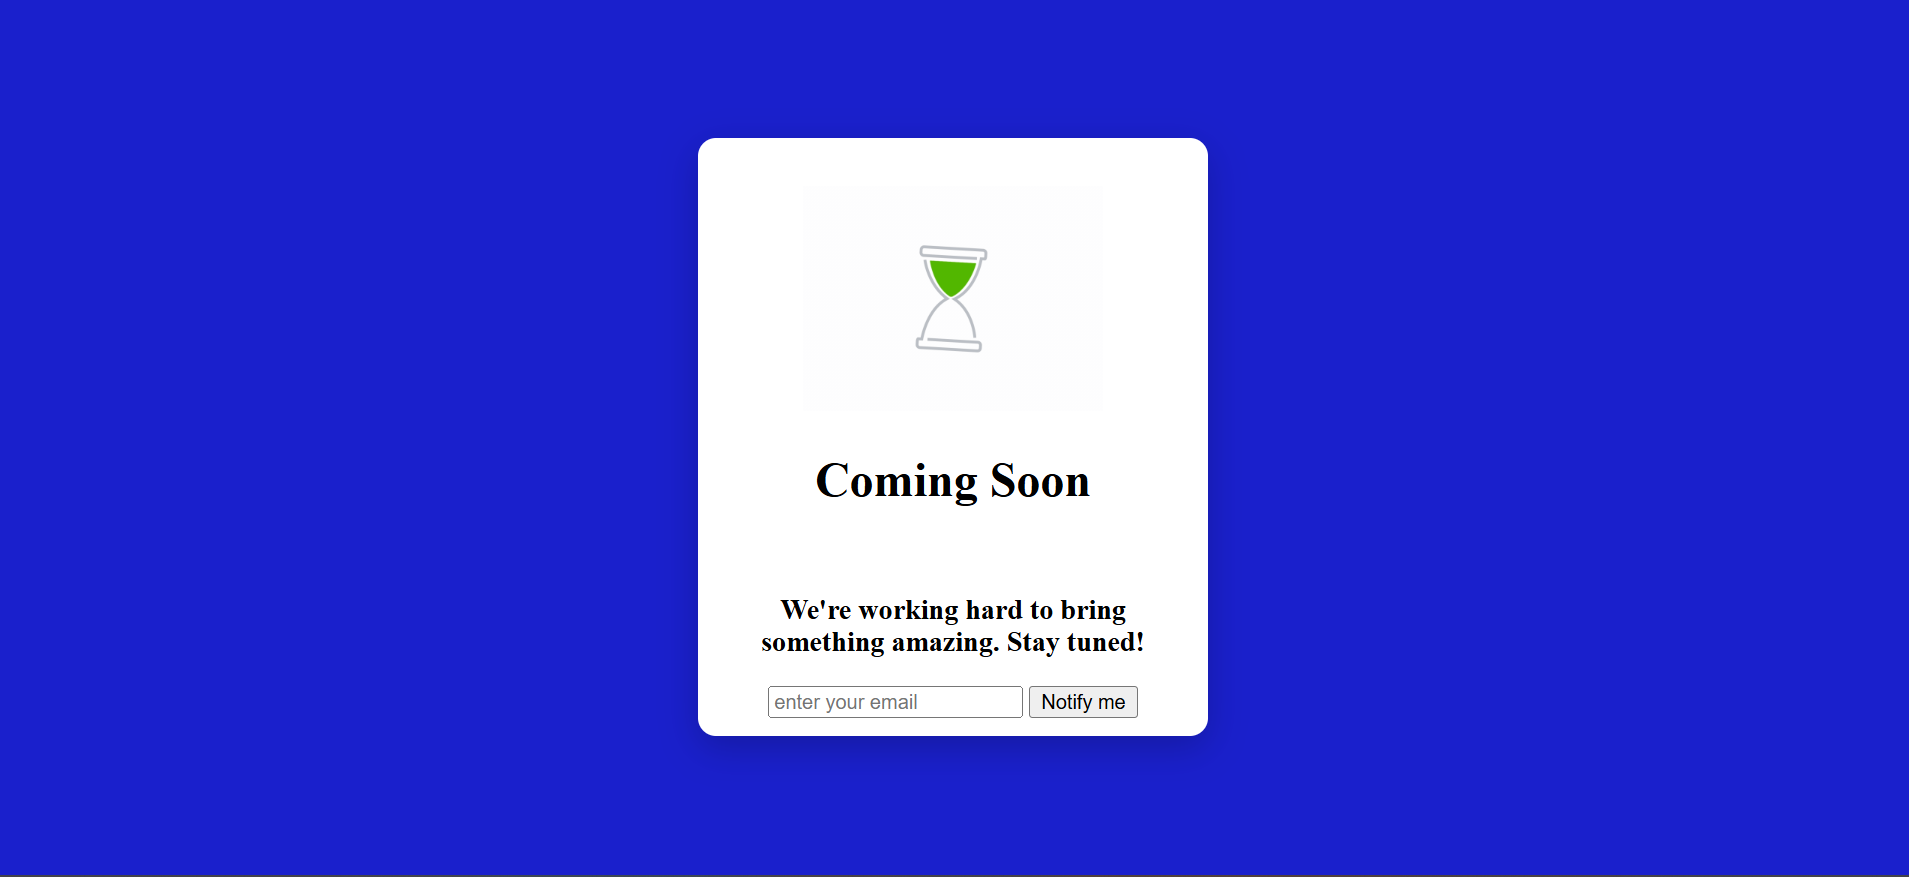 Coming Soon
We're working hard to bring
something amazing. Stay tuned!
enter your email Notify me